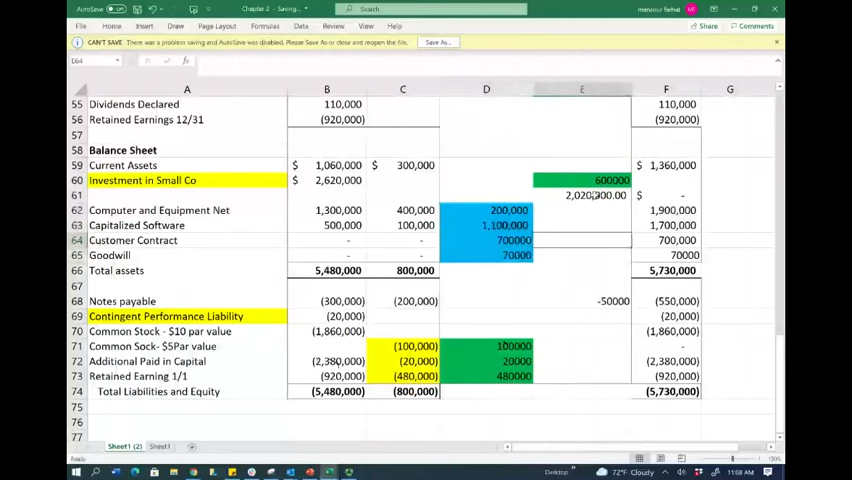 AutoSave Off Chapter 2 - Saving... Search mansour farhat MF
File Home Insert Draw Page Layout Formulas Data Review View Help Share Comments
CAN'T SAVE There was a problem saving and AutoSave was disabled. Please Save As or close and reopen the file. Save As...
D64 fx
A B C D E F G
55 Dividends Declared 110,000 110,000
56 Retained Earnings 12/31 (920,000) (920,000)
57
58 Balance Sheet
59 Current Assets $ 1,060,000 $ 300,000 $ 1,360,000
60 Investment in Small Co $ 2,620,000 600000
61 2,020,000.00 $ -
62 Computer and Equipment Net 1,300,000 400,000 200,000 1,900,000
63 Capitalized Software 500,000 100,000 1,100,000 1,700,000
64 Customer Contract - - 700000 700,000
65 Goodwill - - 70000 70000
66 Total assets 5,480,000 800,000 5,730,000
67
68 Notes payable (300,000) (200,000) -50000 (550,000)
69 Contingent Performance Liability (20,000) (20,000)
70 Common Stock - $10 par value (1,860,000) (1,860,000)
71 Common Sock- $5Par value (100,000) 100000 -
72 Additional Paid in Capital (2,380,000) (20,000) 20000 (2,380,000)
73 Retained Earning 1/1 (920,000) (480,000) 480000 (920,000)
74 Total Liabilities and Equity (5,480,000) (800,000) (5,730,000)
75
76
77
Sheet1 (2) Sheet1
Desktop 72°F Cloudy 11:08 AM